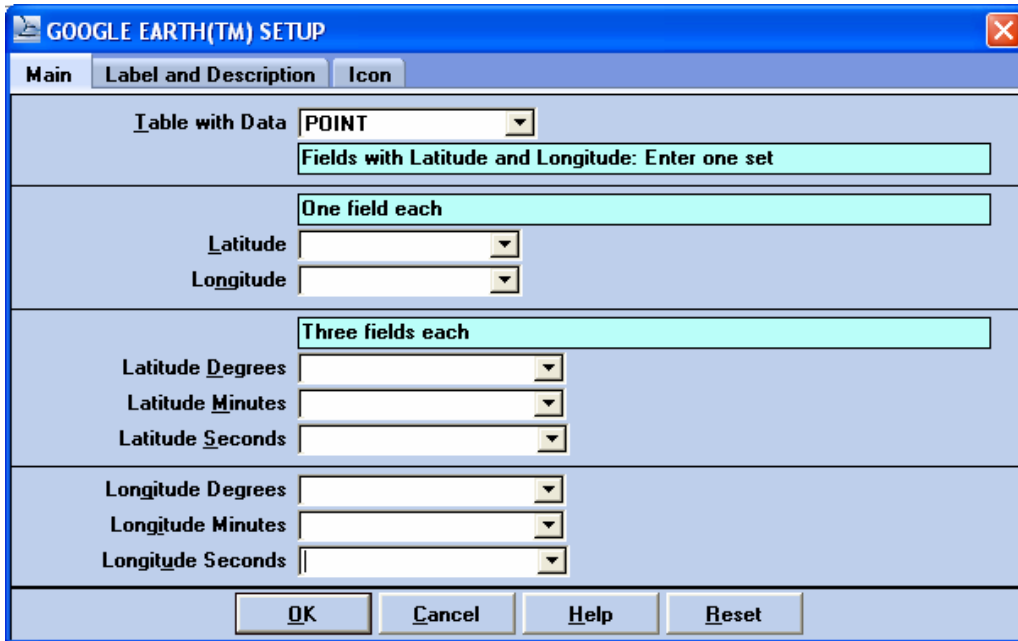 GOOGLE EARTH(TM) SETUP
Main Label and Description Icon
Table with Data POINT
Fields with Latitude and Longitude: Enter one set
One field each
Latitude
Longitude
Three fields each
Latitude Degrees
Latitude Minutes
Latitude Seconds
Longitude Degrees
Longitude Minutes
Longitude Seconds
OK Cancel Help Reset